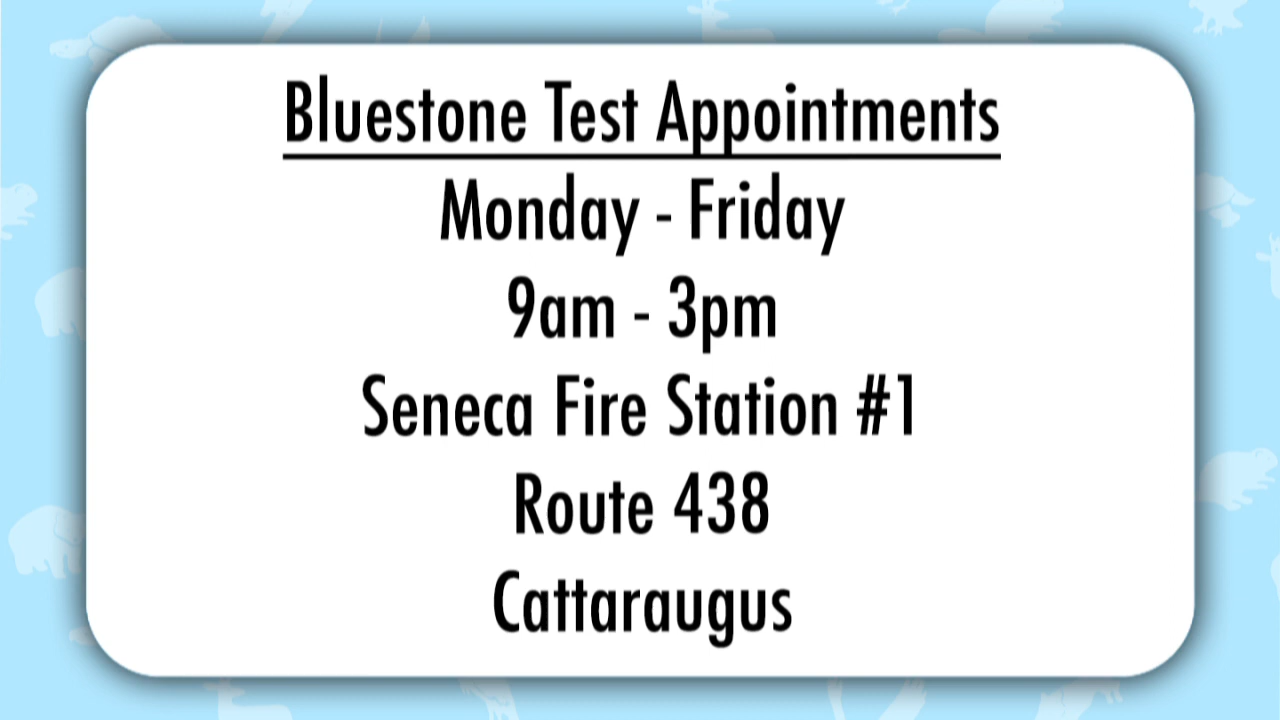 Bluestone Test Appointments
Monday - Friday
9am - 3pm
Seneca Fire Station #1
Route 438
Cattaraugus